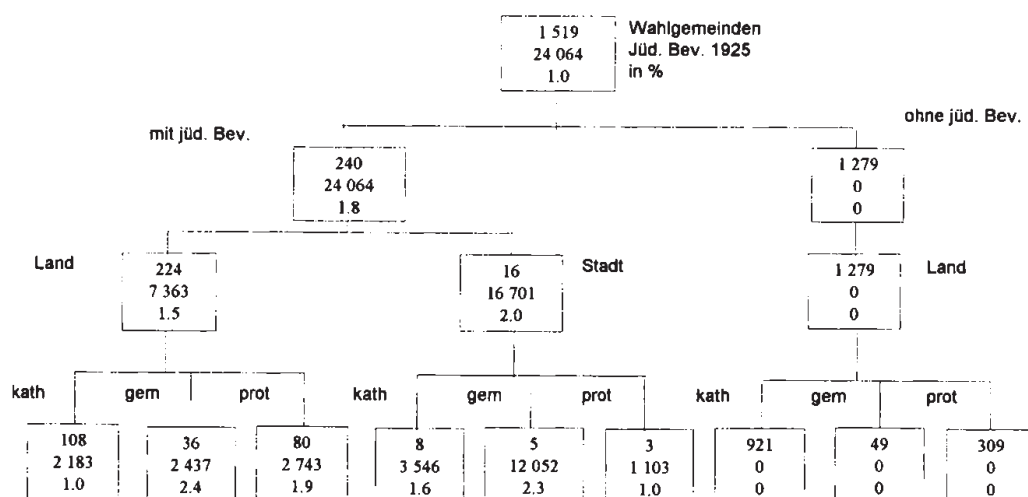 1 519 Wahlgemeinden
24 064 Jüd. Bev. 1925
1.0 in %
mit jüd. Bev. ohne jüd. Bev.
240 1 279
24 064 0
1.8 0
Land 224 16 Stadt 1 279 Land
7 363 16 701 0
1.5 2.0 0
kath gem prot kath gem prot kath gem prot
108 36 80 8 5 3 921 49 309
2 183 2 437 2 743 3 546 12 052 1 103 0 0 0
1.0 2.4 1.9 1.6 2.3 1.0 0 0 0